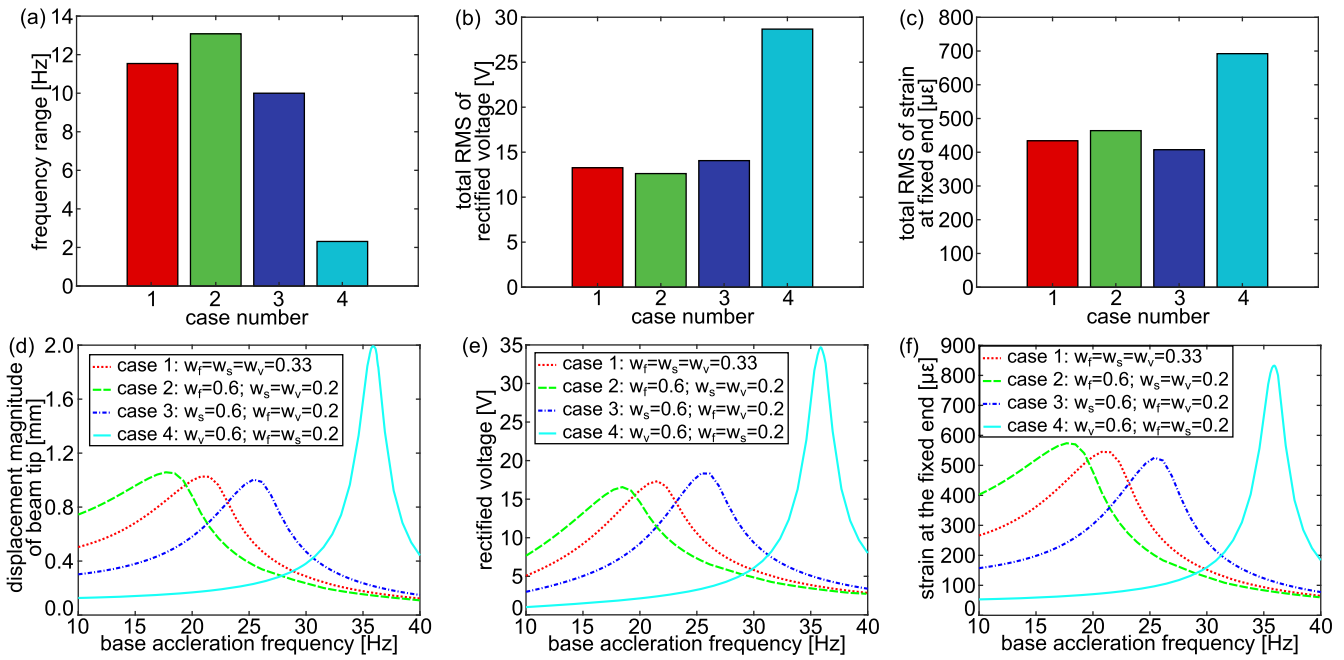 (a)
frequency range [Hz]
14
12
10
8
6
4
2
0
1 2 3 4
case number
(b)
total RMS of
rectified voltage [V]
30
25
20
15
10
5
0
1 2 3 4
case number
(c)
total RMS of strain
at fixed end [με]
800
700
600
500
400
300
200
100
0
1 2 3 4
case number
(d)
displacement magnitude
of beam tip [mm]
2.0
1.6
1.2
0.8
0.4
0.0
case 1: wf=ws=wv=0.33
case 2: wf=0.6; ws=wv=0.2
case 3: ws=0.6; wf=wv=0.2
case 4: wv=0.6; wf=ws=0.2
10 15 20 25 30 35 40
base accleration frequency [Hz]
(e)
rectified voltage [V]
35
30
25
20
15
10
5
0
case 1: wf=ws=wv=0.33
case 2: wf=0.6; ws=wv=0.2
case 3: ws=0.6; wf=wv=0.2
case 4: wv=0.6; wf=ws=0.2
10 15 20 25 30 35 40
base accleration frequency [Hz]
(f)
strain at the fixed end [με]
900
800
700
600
500
400
300
200
100
0
case 1: wf=ws=wv=0.33
case 2: wf=0.6; ws=wv=0.2
case 3: ws=0.6; wf=wv=0.2
case 4: wv=0.6; wf=ws=0.2
10 15 20 25 30 35 40
base accleration frequency [Hz]